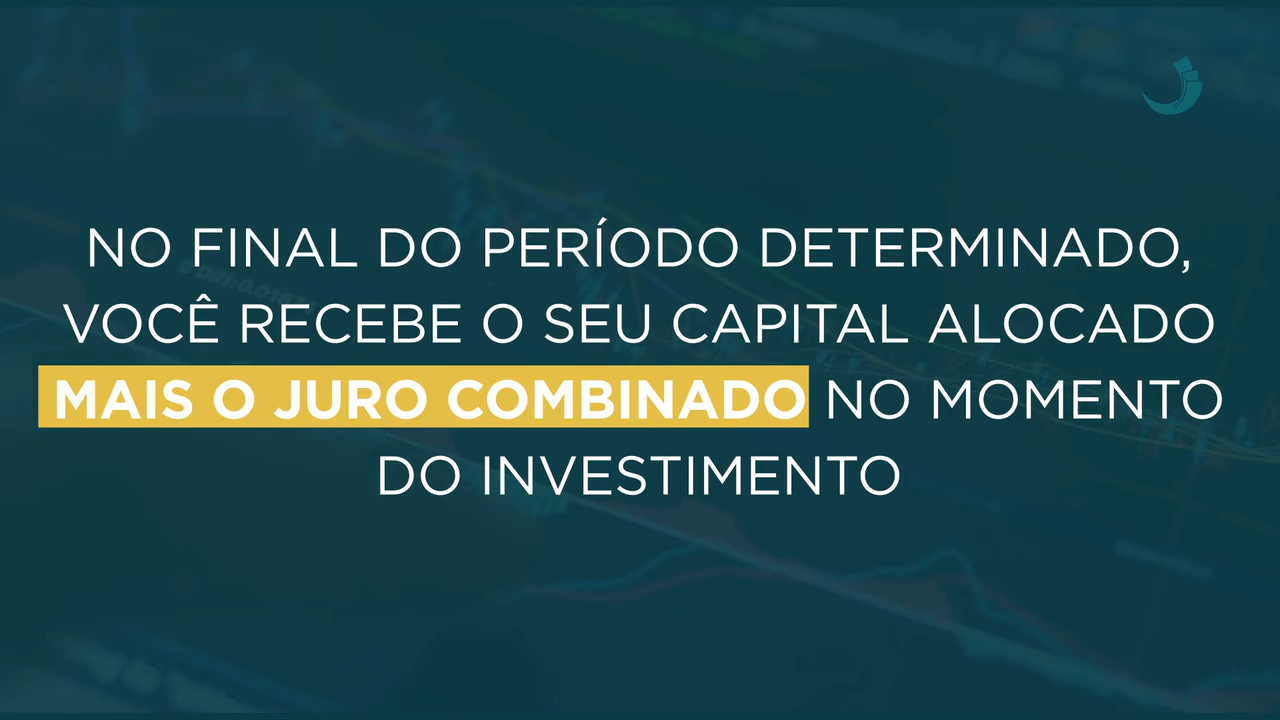 NO FINAL DO PERÍODO DETERMINADO,
VOCÊ RECEBE O SEU CAPITAL ALOCADO
MAIS O JURO COMBINADO NO MOMENTO
DO INVESTIMENTO